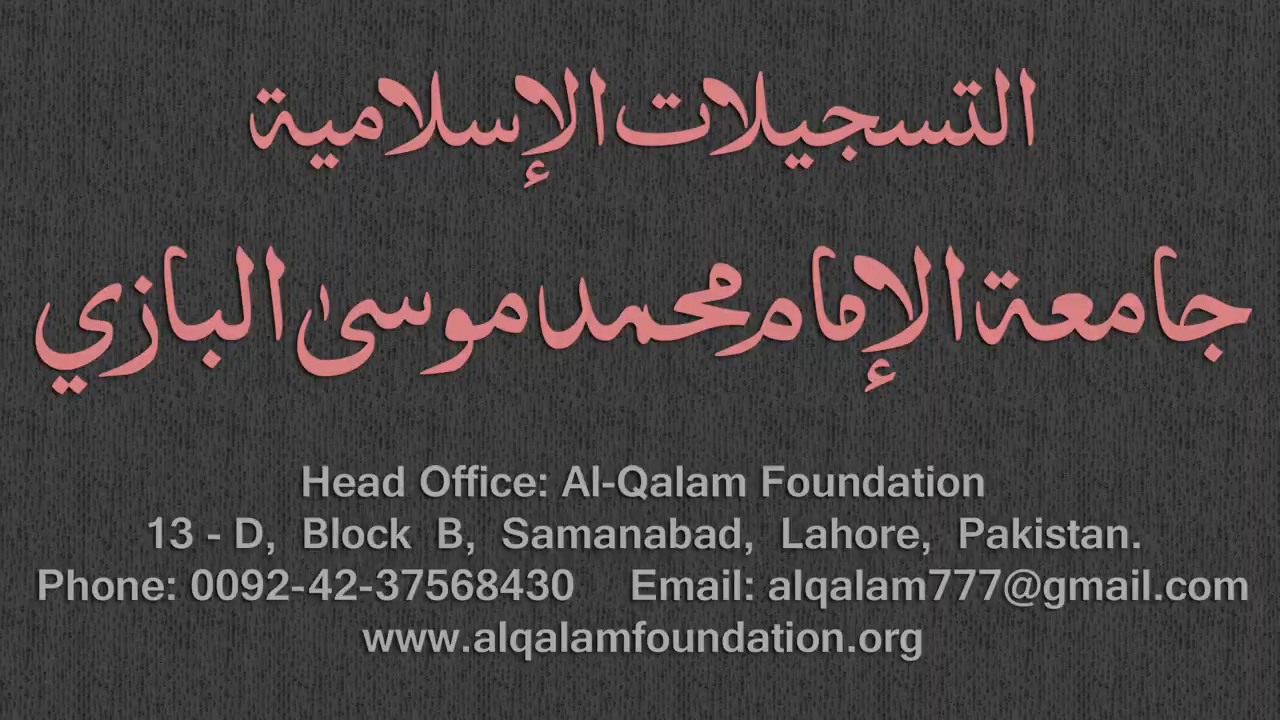 التسجيلات الإسلامية
جامعة الإمام محمد موسىٰ البازي
Head Office: Al-Qalam Foundation
13 - D, Block B, Samanabad, Lahore, Pakistan.
Phone: 0092-42-37568430 Email: alqalam777@gmail.com
www.alqalamfoundation.org